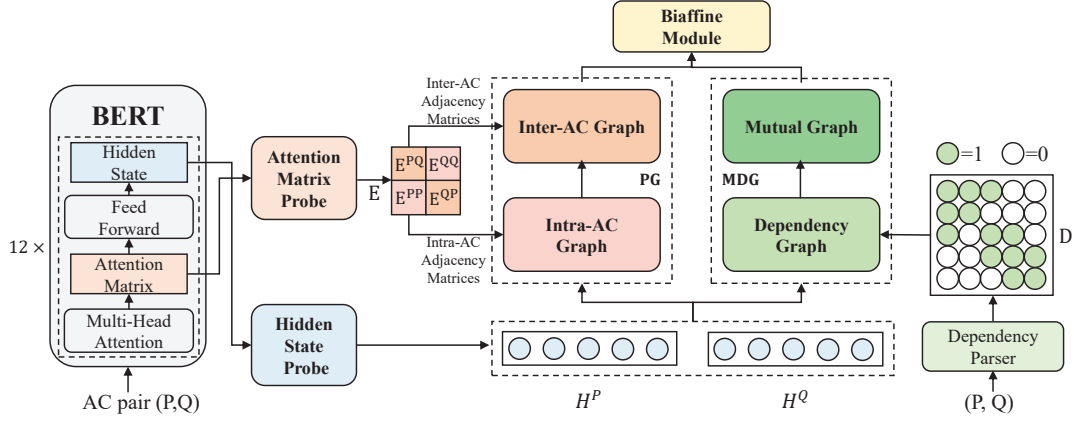 Biaffine
Module
BERT
Hidden
State
Feed
Forward
Attention
Matrix
Multi-Head
Attention
12 ×
AC pair (P,Q)
Attention
Matrix
Probe
Hidden
State
Probe
E
Inter-AC
Adjacency
Matrices
E^PQ E^QQ
E^PP E^QP
Intra-AC
Adjacency
Matrices
Inter-AC Graph
PG
Intra-AC
Graph
Mutual Graph
MDG
Dependency
Graph
H^P
H^Q
=1 =0
D
Dependency
Parser
(P, Q)